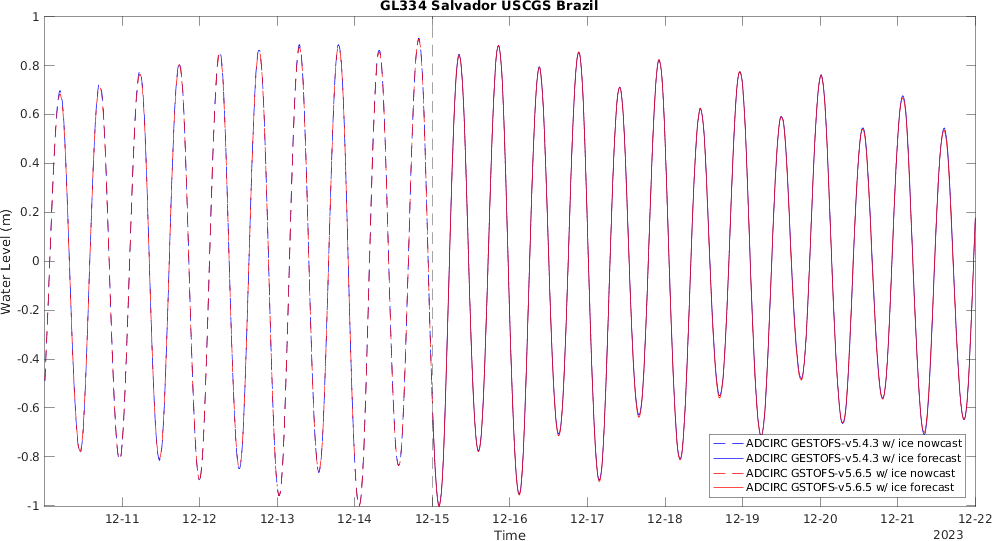 GL334 Salvador USCGS Brazil
1
0.8
0.6
0.4
0.2
0
-0.2
-0.4
-0.6
-0.8
-1
Water Level (m)
ADCIRC GESTOFS-v5.4.3 w/ ice nowcast
ADCIRC GESTOFS-v5.4.3 w/ ice forecast
ADCIRC GSTOFS-v5.6.5 w/ ice nowcast
ADCIRC GSTOFS-v5.6.5 w/ ice forecast
12-11 12-12 12-13 12-14 12-15 12-16 12-17 12-18 12-19 12-20 12-21 12-22
Time
2023